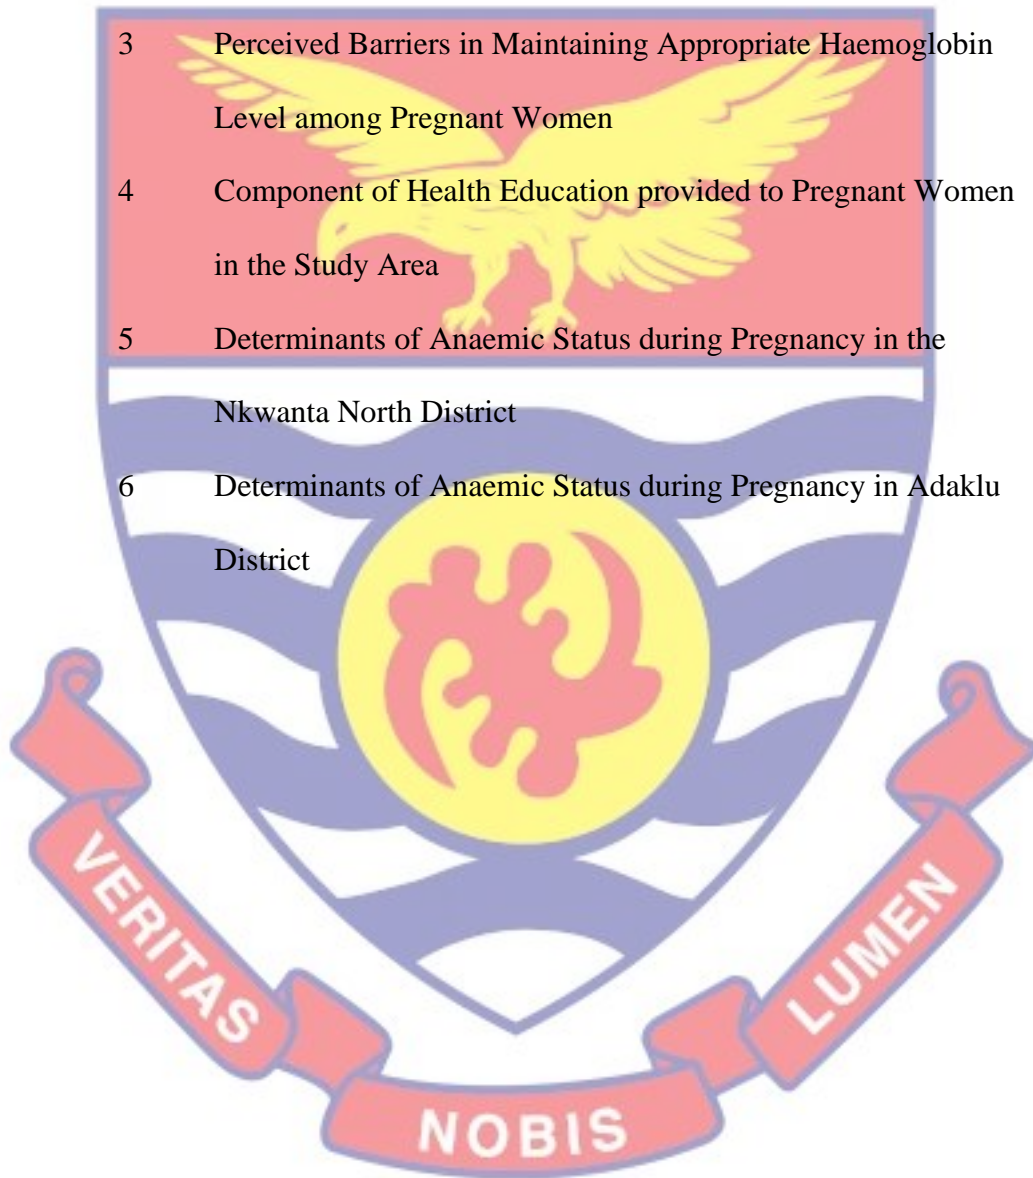 3 Perceived Barriers in Maintaining Appropriate Haemoglobin
Level among Pregnant Women
4 Component of Health Education provided to Pregnant Women
in the Study Area
5 Determinants of Anaemic Status during Pregnancy in the
Nkwanta North District
6 Determinants of Anaemic Status during Pregnancy in Adaklu
District
VERITAS
NOBIS
LUMEN